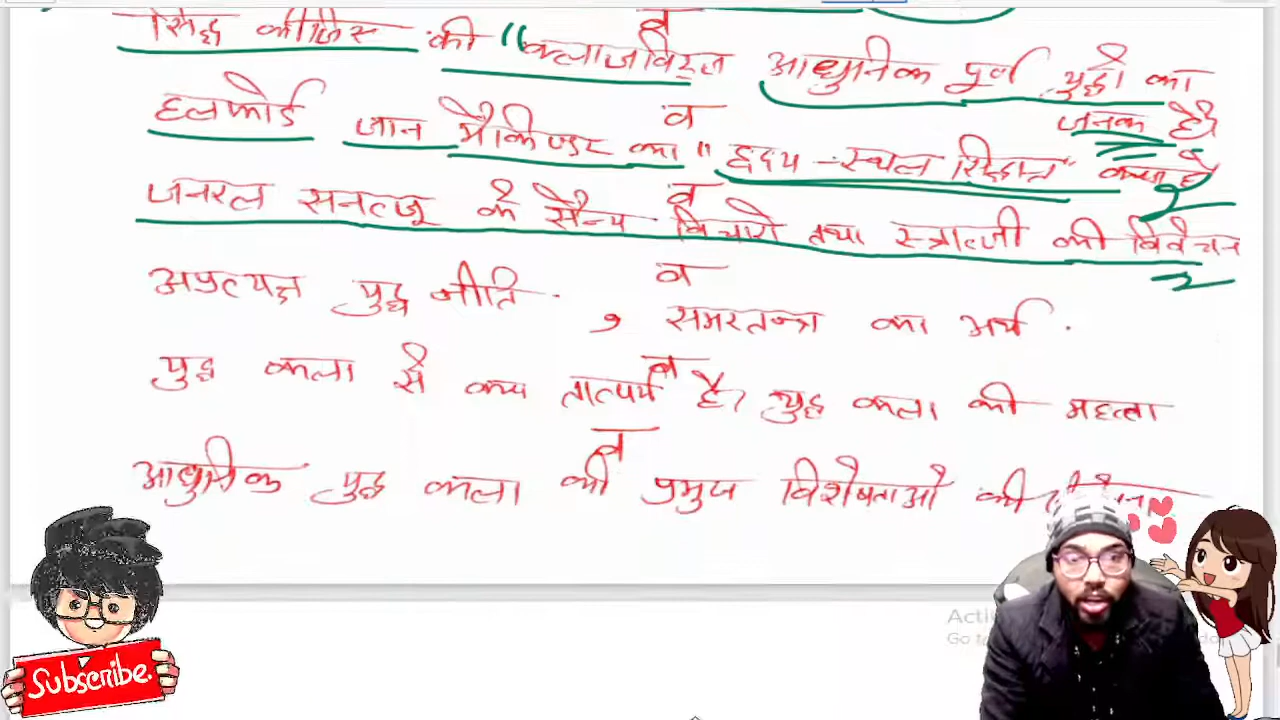 सिद्ध कीजिए की "क्लाजविट्ज आधुनिक पूर्व युद्धों का जनक है?
व
हलफोर्ड जान मैकिण्डर का "हृदय-स्थल सिद्धान्त" क्या है
व
जनरल सनत्जू के सैन्य विचारो तथा स्त्रातजी की विवेचन
व
अप्रत्यक्ष युद्ध नीति . , समरतन्त्र का अर्थ .
व
युद्ध कला से क्या तात्पर्य है? युद्ध कला की महत्ता
व
आधुनिक युद्ध कला की प्रमुख विशेषताओ की
व
Subscribe.